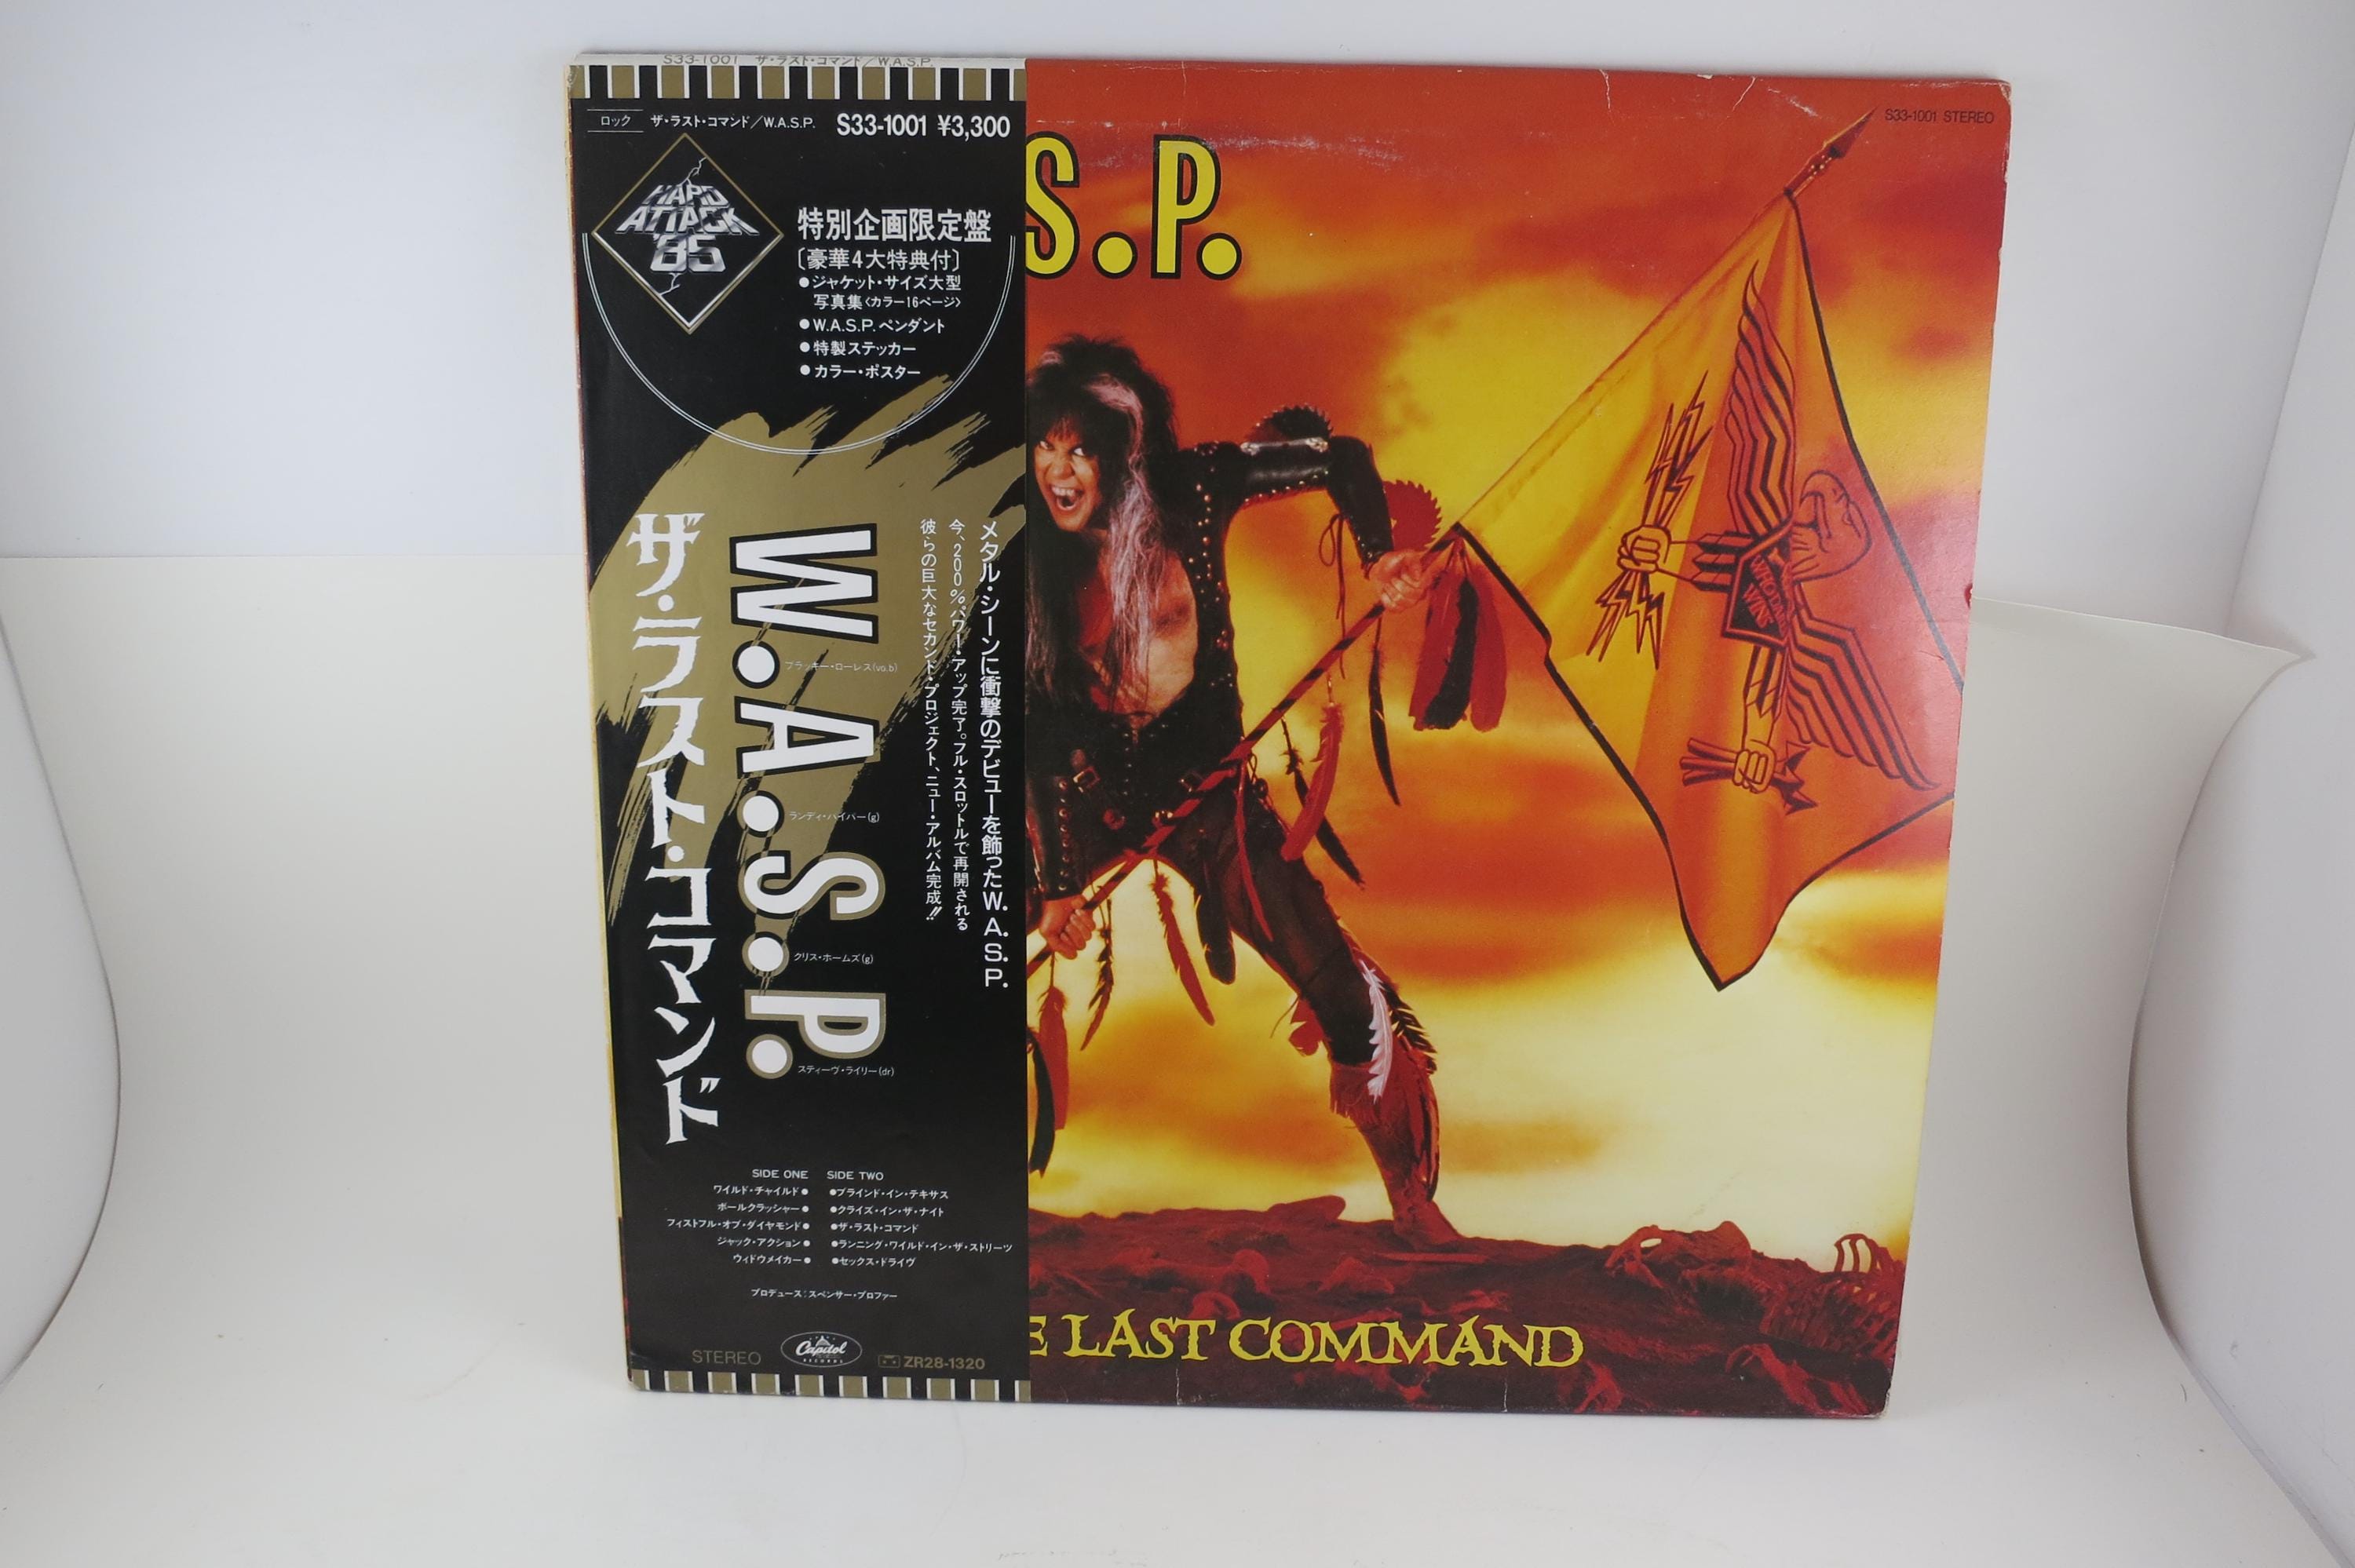 S33-1001 ザ・ラスト・コマンド/W.A.S.P.
ロック ザ・ラスト・コマンド/W.A.S.P. S33-1001 ¥3,300
HARD
ATTACK
'85
特別企画限定盤
〔豪華4大特典付〕
●ジャケット・サイズ大型
写真集〈カラー16ページ〉
●W.A.S.P.ペンダント
●特製ステッカー
●カラー・ポスター
メタル・シーンに衝撃のデビューを飾ったW.A.S.P.
今、200%パワー・アップ完了。フル・スロットルで再開される
彼らの巨大なセカンド・プロジェクト、ニュー・アルバム完成!!
W.A.S.P.
ブラッキー・ローレス(vo.b)
ランディ・パイパー(g)
クリス・ホームズ(g)
スティーヴ・ライリー(dr)
ザ・ラスト・コマンド
SIDE ONE
ワイルド・チャイルド●
ボールクラッシャー●
フィストフル・オブ・ダイヤモンド●
ジャック・アクション●
ウィドウメイカー●
SIDE TWO
●ブラインド・イン・テキサス
●クライズ・イン・ザ・ナイト
●ザ・ラスト・コマンド
●ランニング・ワイルド・イン・ザ・ストリーツ
●セックス・ドライヴ
プロデュース:スペンサー・プロファー
STEREO
Capitol
RECORDS
ZR28-1320
S33-1001 STEREO
S.P.
WHO DARES
WINS
E LAST COMMAND